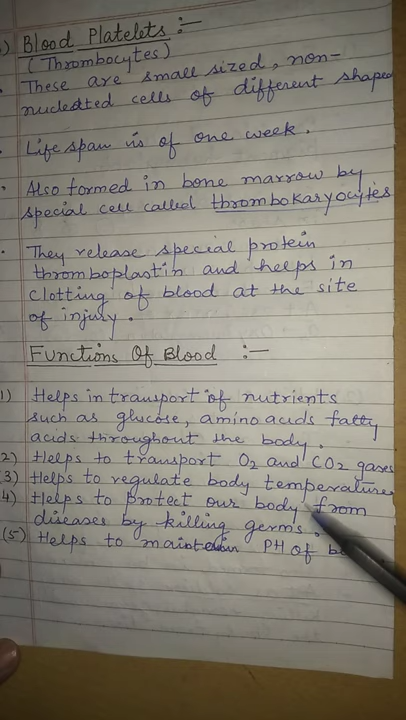 ) Blood Platelets :-
(Thrombocytes)
• These are small sized, non-
nucleated cells of different shaped
• Life span is of one week.
• Also formed in bone marrow by
special cell called thrombokaryocytes
• They release special protein
thromboplastin and helps in
clotting of blood at the site
of injury.
Functions Of Blood :-
1) Helps in transport of nutrients
such as glucose, amino acids fatty
acids throughout the body.
2) Helps to transport O2 and CO2 gases
(3) Helps to regulate body temperature
4) Helps to protect our body from
diseases by killing germs.
(5) Helps to maintain PH of